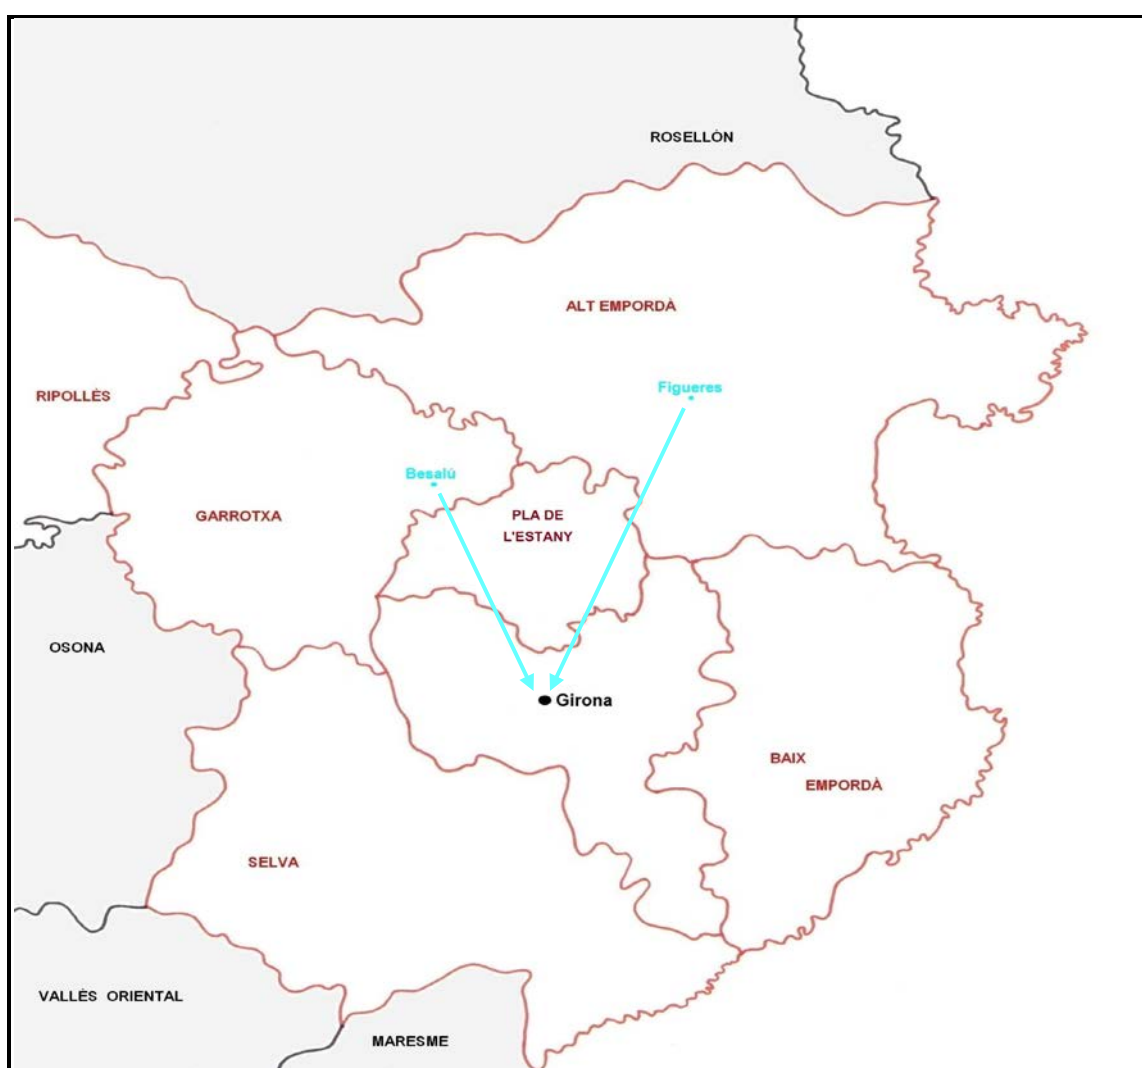 ROSELLÓN
ALT EMPORDÀ
Figueres
RIPOLLÈS
Besalú
GARROTXA
PLA DE
L'ESTANY
OSONA
Girona
BAIX
EMPORDÀ
SELVA
VALLÈS ORIENTAL
MARESME